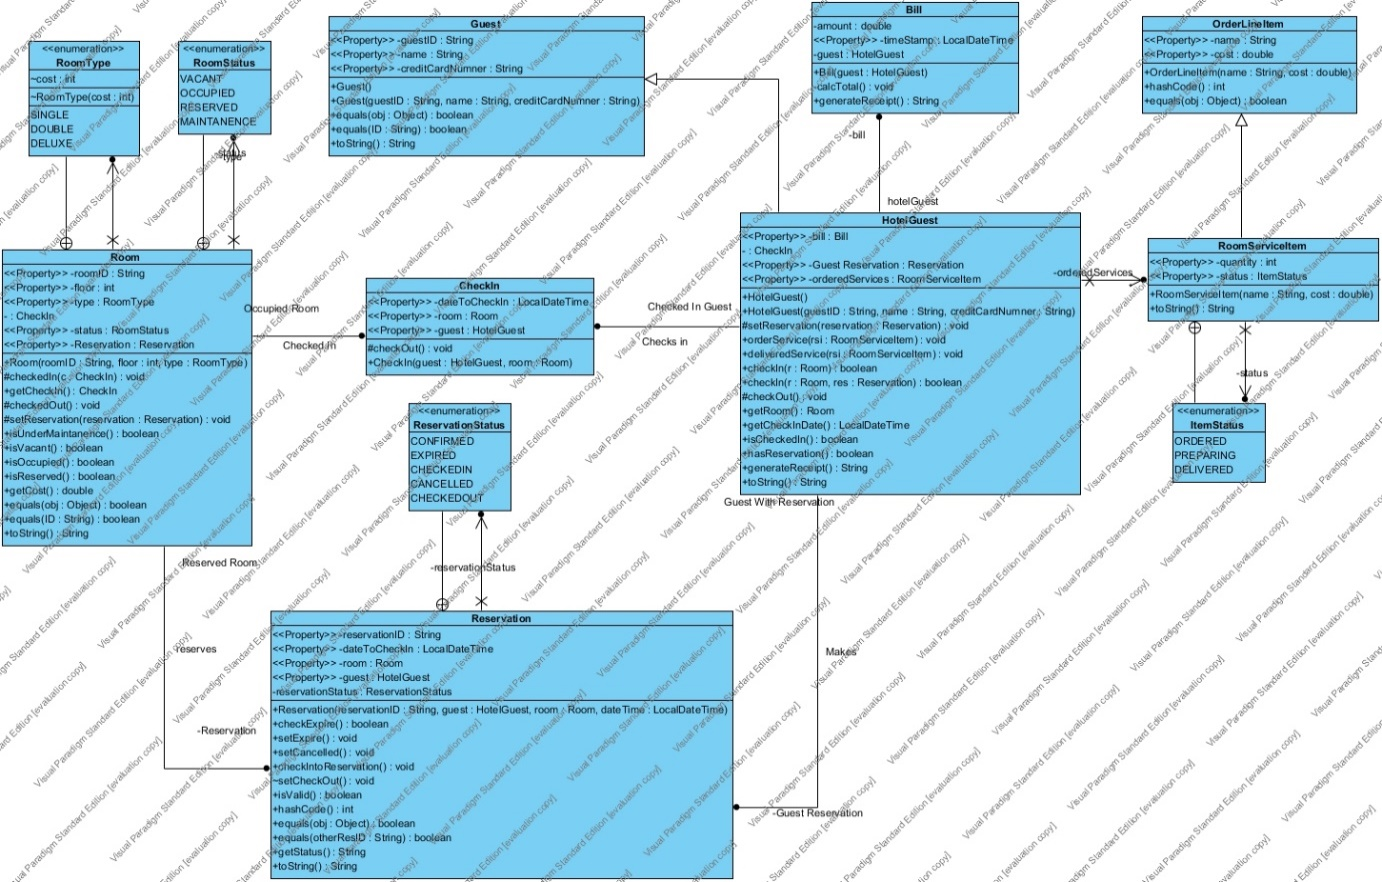 <<enumeration>>
RoomType
~cost : int
~RoomType(cost : int)
SINGLE
DOUBLE
DELUXE
<<enumeration>>
RoomStatus
VACANT
OCCUPIED
RESERVED
MAINTANENCE
Guest
<<Property>> -guestID : String
<<Property>> -name : String
<<Property>> -creditCardNumner : String
+Guest()
+Guest(guestID : String, name : String, creditCardNumner : String)
+equals(obj : Object) : boolean
+equals(ID : String) : boolean
+toString() : String
Bill
-amount : double
<<Property>> -timeStamp : LocalDateTime
-guest : HotelGuest
+Bill(guest : HotelGuest)
-calcTotal() : void
+generateReceipt() : String
OrderLineItem
<<Property>> -name : String
<<Property>> -cost : double
+OrderLineItem(name : String, cost : double)
+hashCode() : int
+equals(obj : Object) : boolean
-status
-type
-bill
hotelGuest
Room
<<Property>> -roomID : String
<<Property>> -floor : int
<<Property>> -type : RoomType
- : CheckIn
<<Property>> -status : RoomStatus
<<Property>> -Reservation : Reservation
+Room(roomID : String, floor : int, type : RoomType)
#checkedIn(c : CheckIn) : void
+getCheckIn() : CheckIn
#checkedOut() : void
#setReservation(reservation : Reservation) : void
+isUnderMaintanence() : boolean
+isVacant() : boolean
+isOccupied() : boolean
+isReserved() : boolean
+getCost() : double
+equals(obj : Object) : boolean
+equals(ID : String) : boolean
+toString() : String
Occupied Room
Checked In
CheckIn
<<Property>> -dateToCheckIn : LocalDateTime
<<Property>> -room : Room
<<Property>> -guest : HotelGuest
#checkOut() : void
+CheckIn(guest : HotelGuest, room : Room)
Checked In Guest
Checks in
HotelGuest
<<Property>> -bill : Bill
- : CheckIn
<<Property>> -Guest Reservation : Reservation
<<Property>> -orderedServices : RoomServiceItem
+HotelGuest()
+HotelGuest(guestID : String, name : String, creditCardNumner : String)
#setReservation(reservation : Reservation) : void
+orderService(rsi : RoomServiceItem) : void
+deliveredService(rsi : RoomServiceItem) : void
+checkIn(r : Room) : boolean
+checkIn(r : Room, res : Reservation) : boolean
#checkOut() : void
+getRoom() : Room
+getCheckInDate() : LocalDateTime
+isCheckedIn() : boolean
+hasReservation() : boolean
+generateReceipt() : String
+toString() : String
-orderedServices
RoomServiceItem
<<Property>> -quantity : int
<<Property>> -status : ItemStatus
+RoomServiceItem(name : String, cost : double)
+toString() : String
-status
<<enumeration>>
ItemStatus
ORDERED
PREPARING
DELIVERED
<<enumeration>>
ReservationStatus
CONFIRMED
EXPIRED
CHECKEDIN
CANCELLED
CHECKEDOUT
-reservationStatus
Guest With Reservation
Reserved Room
reserves
-Reservation
Makes
-Guest Reservation
Reservation
<<Property>> -reservationID : String
<<Property>> -dateToCheckIn : LocalDateTime
<<Property>> -room : Room
<<Property>> -guest : HotelGuest
-reservationStatus : ReservationStatus
+Reservation(reservationID : String, guest : HotelGuest, room : Room, dateTime : LocalDateTime)
+checkExpire() : boolean
+setExpire() : void
+setCancelled() : void
+checkIntoReservation() : void
~setCheckOut() : void
+isValid() : boolean
+hashCode() : int
+equals(obj : Object) : boolean
+equals(otherResID : String) : boolean
+getStatus() : String
+toString() : String
Visual Paradigm Standard Edition [evaluation copy]